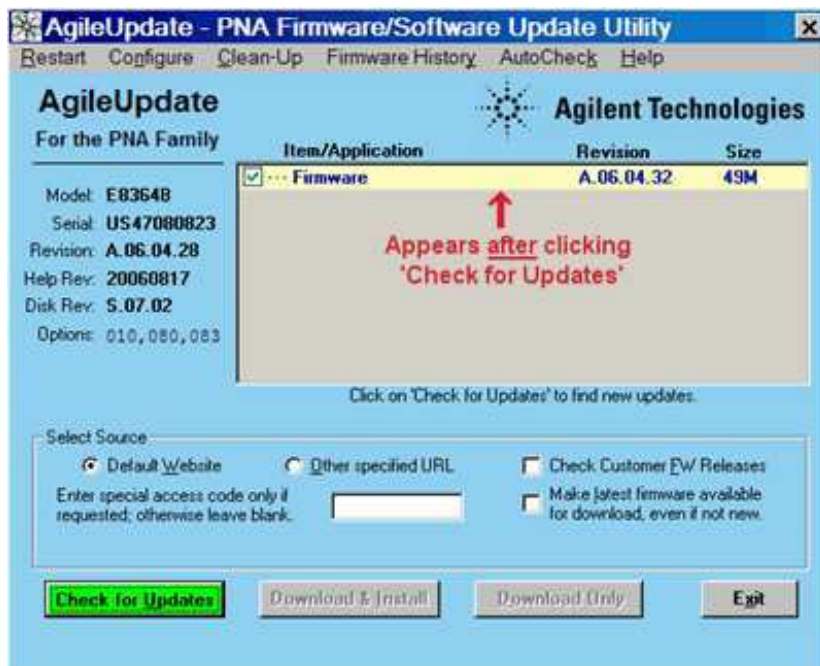 AgileUpdate - PNA Firmware/Software Update Utility
Restart Configure Clean-Up Firmware History AutoCheck Help
AgileUpdate
For the PNA Family
Agilent Technologies
Item/Application Revision Size
Firmware A.06.04.32 49M
Appears after clicking
'Check for Updates'
Model: E8364B
Serial: US47080823
Revision: A.06.04.28
Help Rev: 20060817
Disk Rev: S.07.02
Options: 010,080,083
Click on 'Check for Updates' to find new updates.
Select Source
Default Website Other specified URL Check Customer FW Releases
Enter special access code only if
requested; otherwise leave blank.
Make latest firmware available
for download, even if not new.
Check for Updates Download & Install Download Only Exit